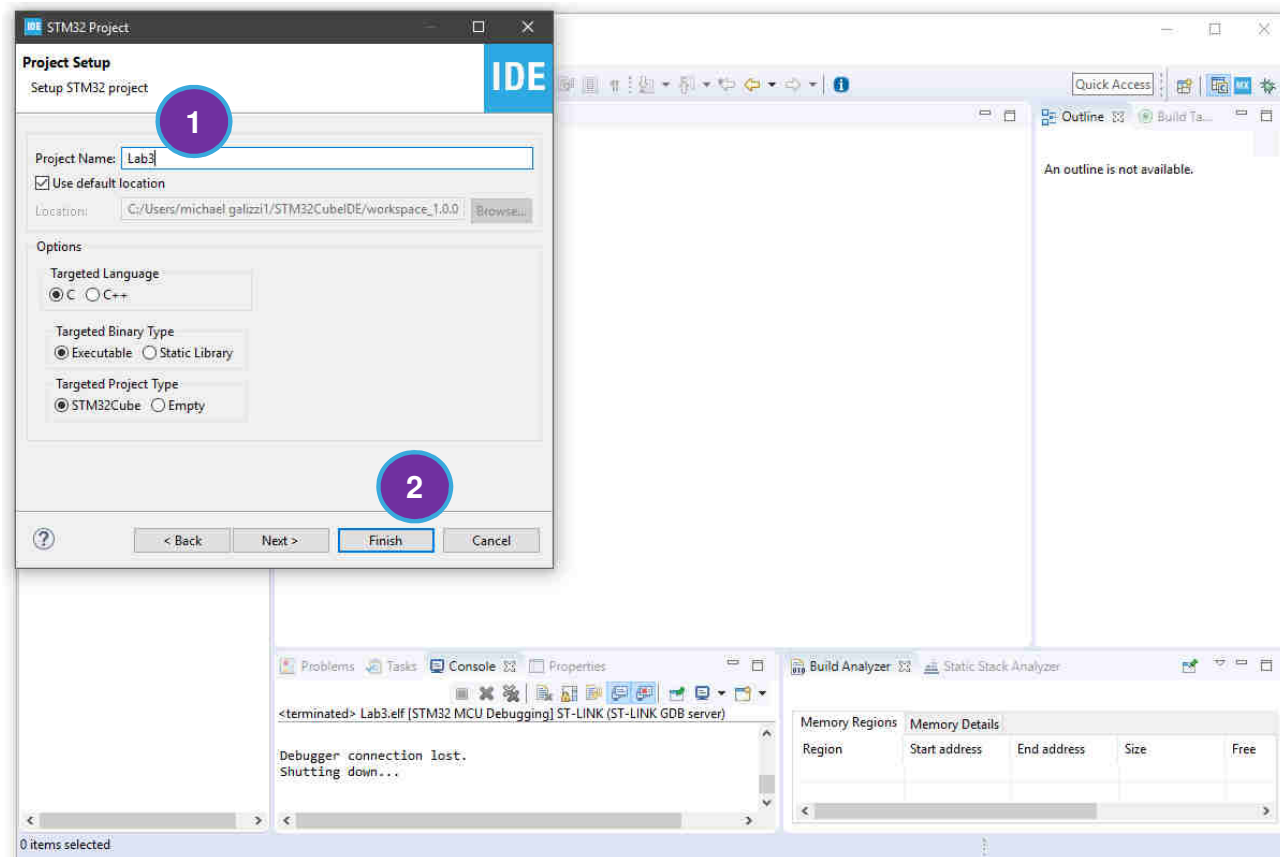 IDE STM32 Project
Project Setup
Setup STM32 project
IDE
1
Project Name: Lab3
Use default location
Location: C:/Users/michael galizzi1/STM32CubeIDE/workspace_1.0.0 Browse...
Options
Targeted Language
C C++
Targeted Binary Type
Executable Static Library
Targeted Project Type
STM32Cube Empty
2
< Back Next > Finish Cancel
Quick Access
MX
Outline Build Ta...
An outline is not available.
Problems Tasks Console Properties
<terminated> Lab3.elf [STM32 MCU Debugging] ST-LINK (ST-LINK GDB server)
Debugger connection lost.
Shutting down...
Build Analyzer Static Stack Analyzer
Memory Regions Memory Details
Region Start address End address Size Free
0 items selected